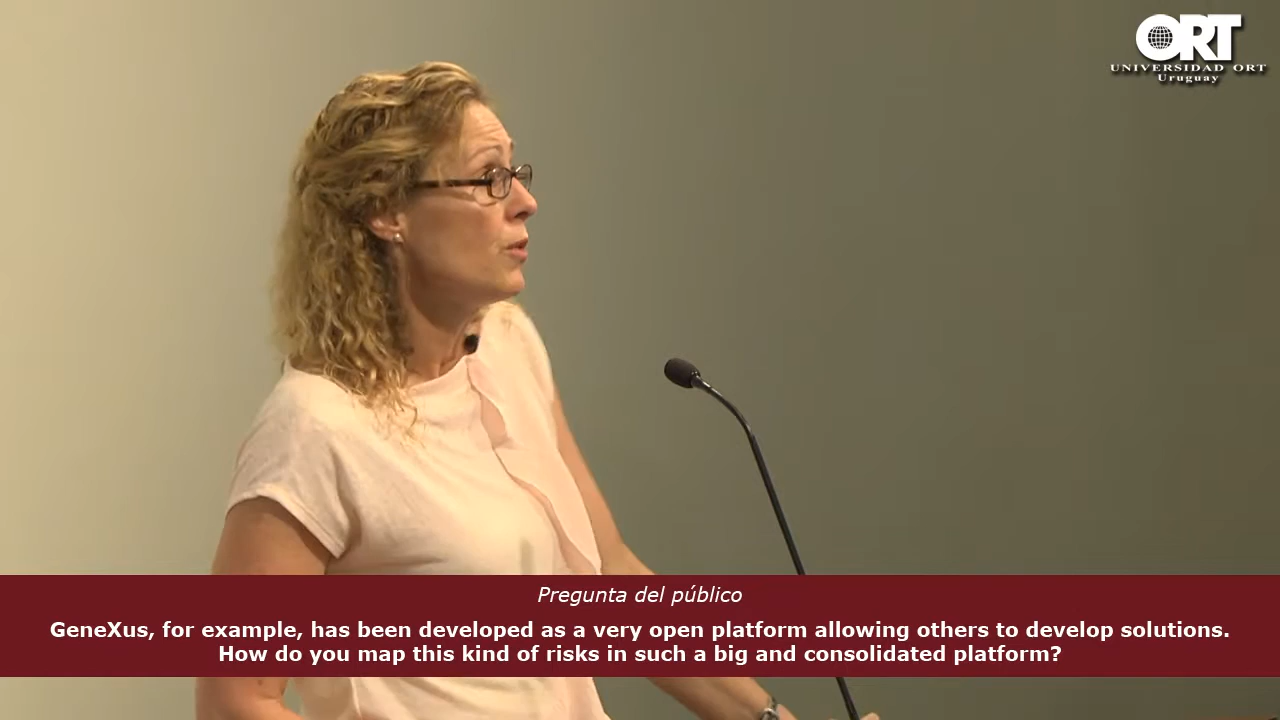 ORT
UNIVERSIDAD ORT
Uruguay
Pregunta del público
GeneXus, for example, has been developed as a very open platform allowing others to develop solutions.
How do you map this kind of risks in such a big and consolidated platform?